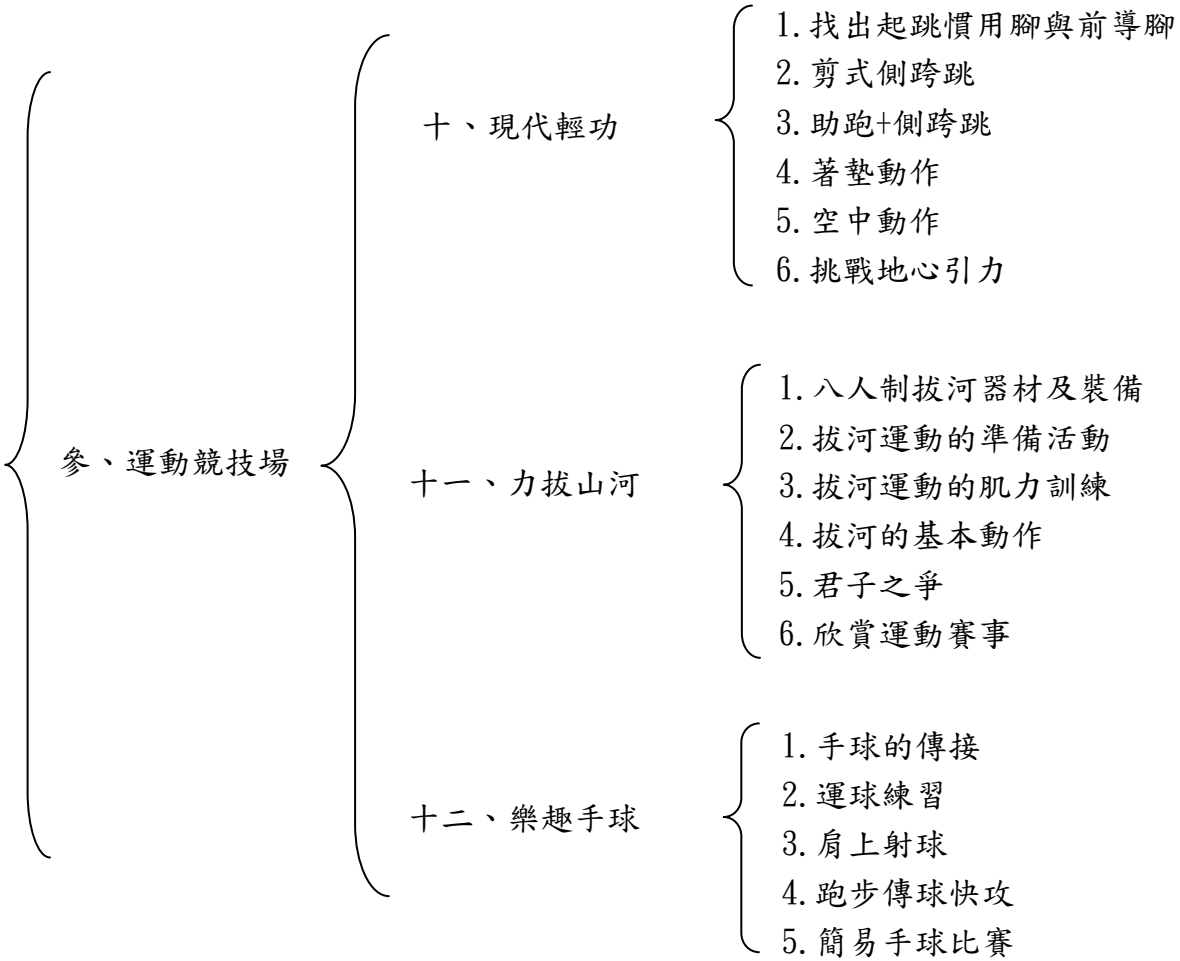 參、運動競技場
十、現代輕功
1.找出起跳慣用腳與前導腳
2.剪式側跨跳
3.助跑+側跨跳
4.著墊動作
5.空中動作
6.挑戰地心引力
十一、力拔山河
1.八人制拔河器材及裝備
2.拔河運動的準備活動
3.拔河運動的肌力訓練
4.拔河的基本動作
5.君子之爭
6.欣賞運動賽事
十二、樂趣手球
1.手球的傳接
2.運球練習
3.肩上射球
4.跑步傳球快攻
5.簡易手球比賽